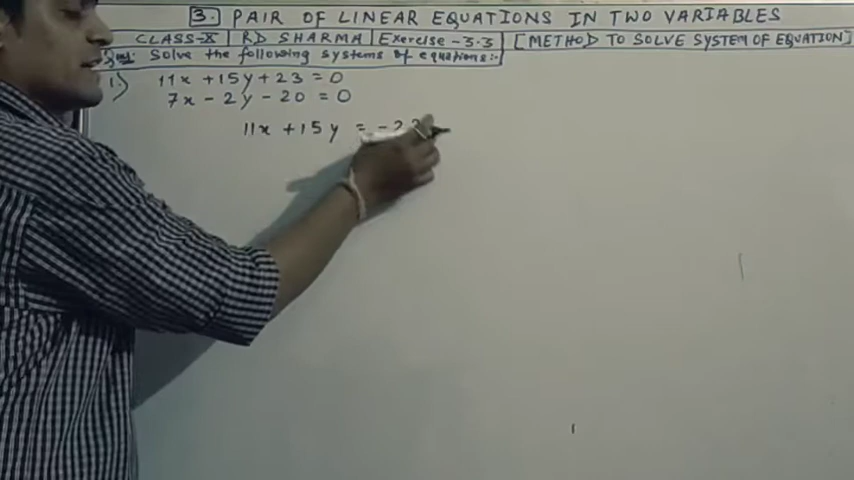 3. PAIR OF LINEAR EQUATIONS IN TWO VARIABLES
CLASS-X | RD SHARMA | Exercise-3.3 [METHOD TO SOLVE SYSTEM OF EQUATION]
Solve the following systems of equations:-
1.) 11x + 15y + 23 = 0
7x - 2y - 20 = 0
11x + 15y = -2